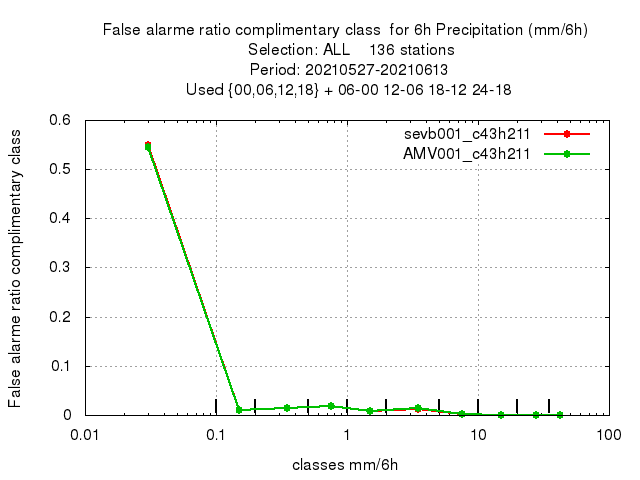 False alarme ratio complimentary class  for 6h Precipitation (mm/6h)
Selection: ALL    136 stations
Period: 20210527-20210613
Used {00,06,12,18} + 06-00 12-06 18-12 24-18
False alarme ratio complimentary class
0.6
0.5
0.4
0.3
0.2
0.1
0
sevb001_c43h211
AMV001_c43h211
0.01
0.1
1
10
100
classes mm/6h